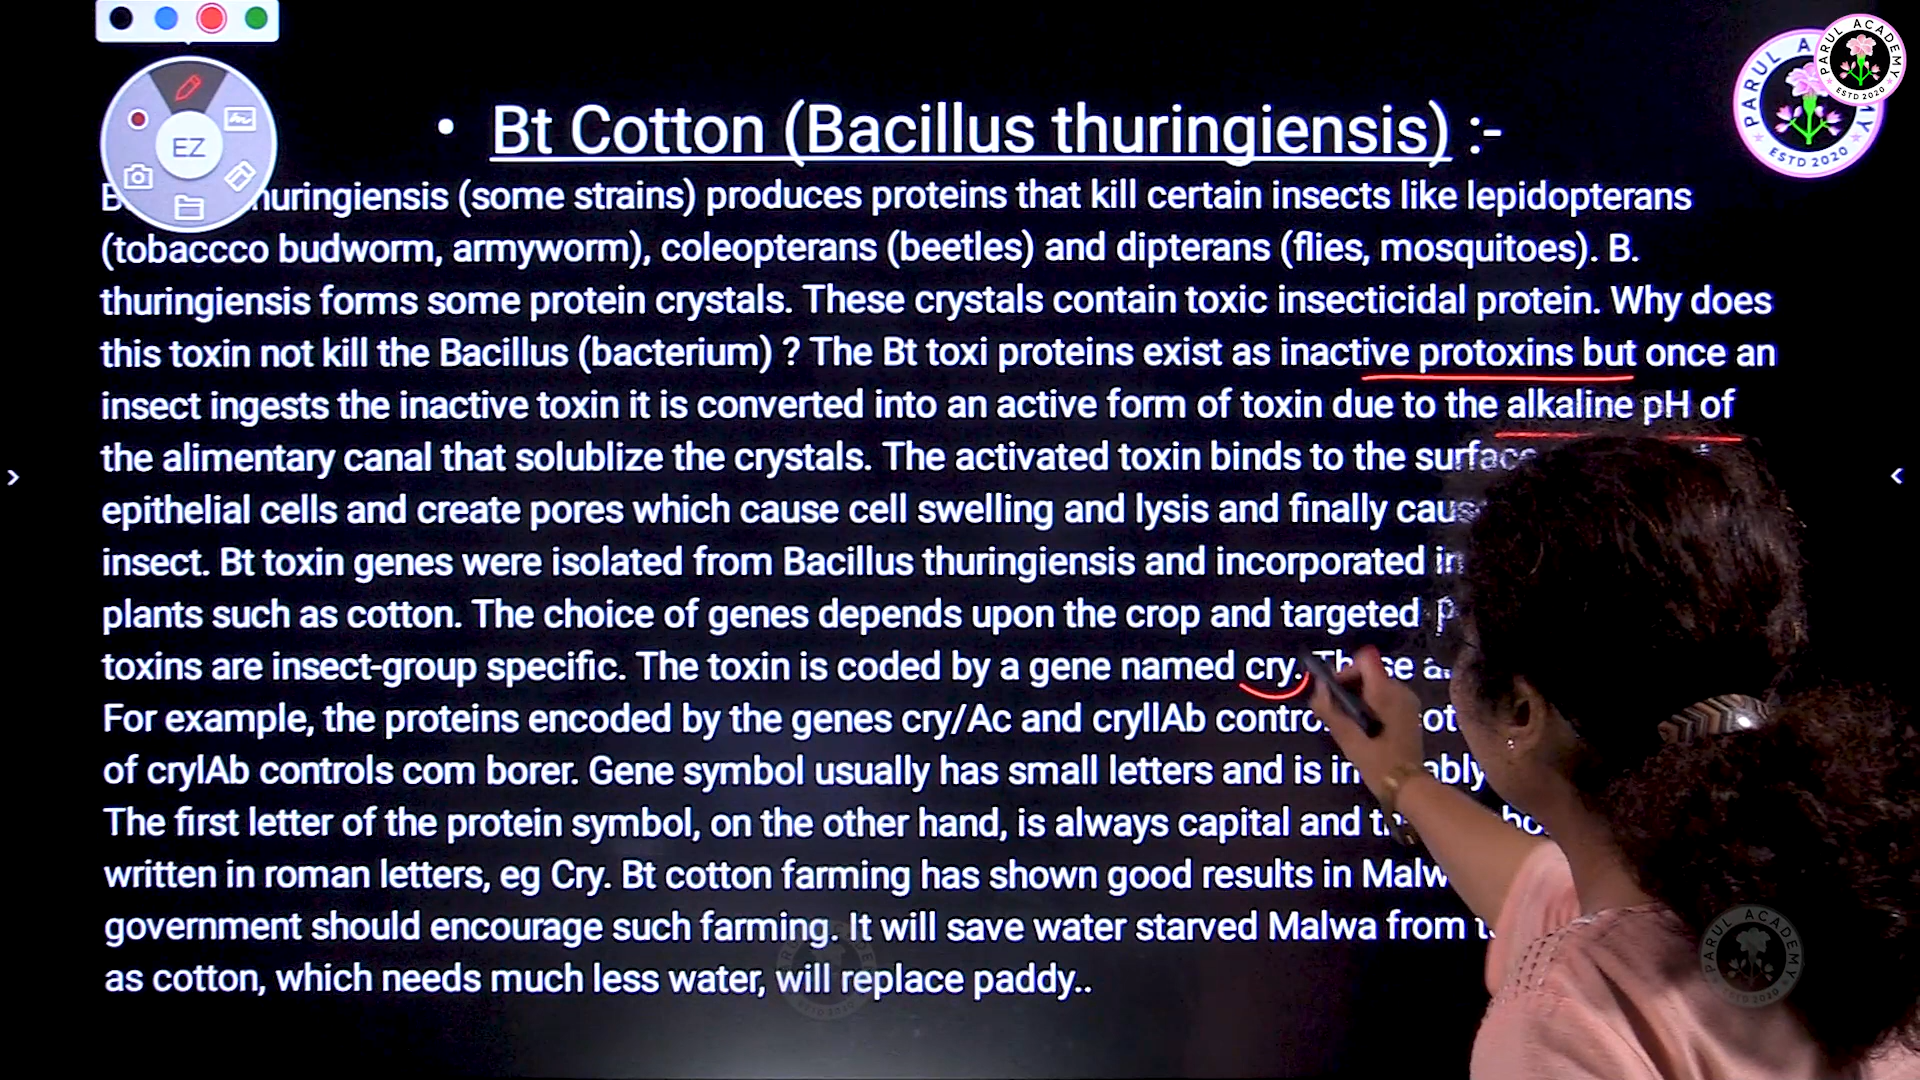 EZ
PARUL ACADEMY
ESTD 2020
• Bt Cotton (Bacillus thuringiensis) :-
huringiensis (some strains) produces proteins that kill certain insects like lepidopterans
(tobaccco budworm, armyworm), coleopterans (beetles) and dipterans (flies, mosquitoes). B.
thuringiensis forms some protein crystals. These crystals contain toxic insecticidal protein. Why does
this toxin not kill the Bacillus (bacterium) ? The Bt toxi proteins exist as inactive protoxins but once an
insect ingests the inactive toxin it is converted into an active form of toxin due to the alkaline pH of
the alimentary canal that solublize the crystals. The activated toxin binds to the surface
epithelial cells and create pores which cause cell swelling and lysis and finally
insect. Bt toxin genes were isolated from Bacillus thuringiensis and incorporated
plants such as cotton. The choice of genes depends upon the crop and targeted
toxins are insect-group specific. The toxin is coded by a gene named cry.
For example, the proteins encoded by the genes cry/Ac and cryllAb
of crylAb controls com borer. Gene symbol usually has small letters and is
The first letter of the protein symbol, on the other hand, is always capital and
written in roman letters, eg Cry. Bt cotton farming has shown good results in
government should encourage such farming. It will save water starved Malwa from
as cotton, which needs much less water, will replace paddy..
PARUL ACADEMY
ESTD 2020